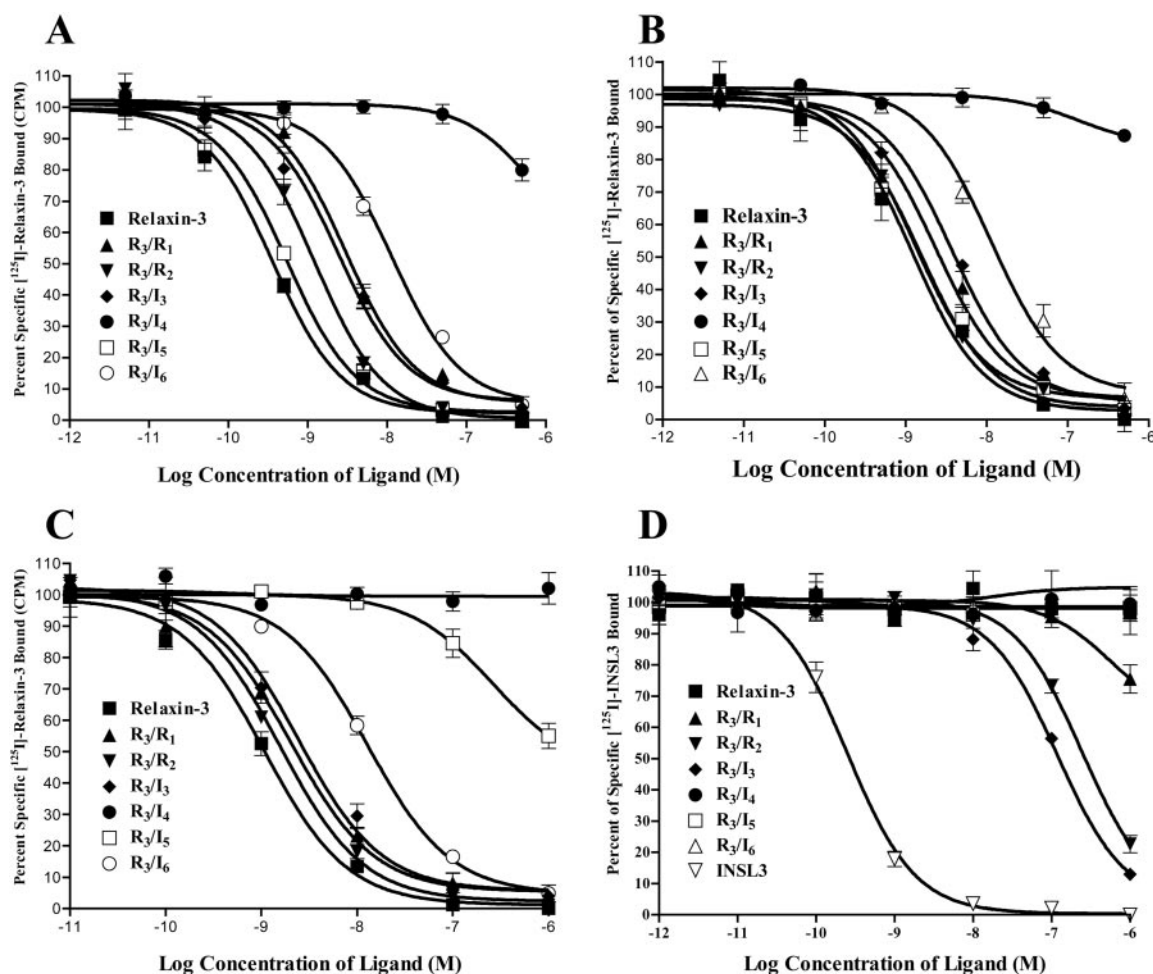 A
Percent Specific [¹²⁵I]-Relaxin-3 Bound (CPM)
110
100
90
80
70
60
50
40
30
20
10
0
Relaxin-3
R₃/R₁
R₃/R₂
R₃/I₃
R₃/I₄
R₃/I₅
R₃/I₆
-12 -11 -10 -9 -8 -7 -6
Log Concentration of Ligand (M)
B
Percent of Specific [¹²⁵I]-Relaxin-3 Bound
110
100
90
80
70
60
50
40
30
20
10
0
Relaxin-3
R₃/R₁
R₃/R₂
R₃/I₃
R₃/I₄
R₃/I₅
R₃/I₆
-12 -11 -10 -9 -8 -7 -6
Log Concentration of Ligand (M)
C
Percent Specific [¹²⁵I]-Relaxin-3 Bound (CPM)
110
100
90
80
70
60
50
40
30
20
10
0
Relaxin-3
R₃/R₁
R₃/R₂
R₃/I₃
R₃/I₄
R₃/I₅
R₃/I₆
-11 -10 -9 -8 -7 -6
Log Concentration of Ligand (M)
D
Percent of Specific [¹²⁵I]-INSL3 Bound
110
100
90
80
70
60
50
40
30
20
10
0
Relaxin-3
R₃/R₁
R₃/R₂
R₃/I₃
R₃/I₄
R₃/I₅
R₃/I₆
INSL3
-12 -11 -10 -9 -8 -7 -6
Log Concentration of Ligand (M)